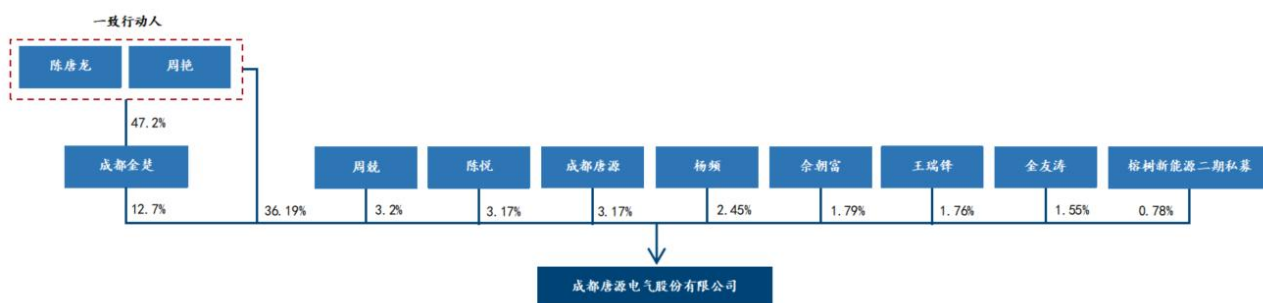 一致行动人
陈唐龙
周艳
47.2%
成都金楚
周兢
陈悦
成都唐源
杨频
佘朝富
王瑞锋
金友涛
榕树新能源二期私募
12.7%
36.19%
3.2%
3.17%
3.17%
2.45%
1.79%
1.76%
1.55%
0.78%
成都唐源电气股份有限公司